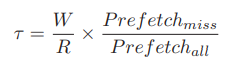 τ = W/R × Prefetch_miss/Prefetch_all